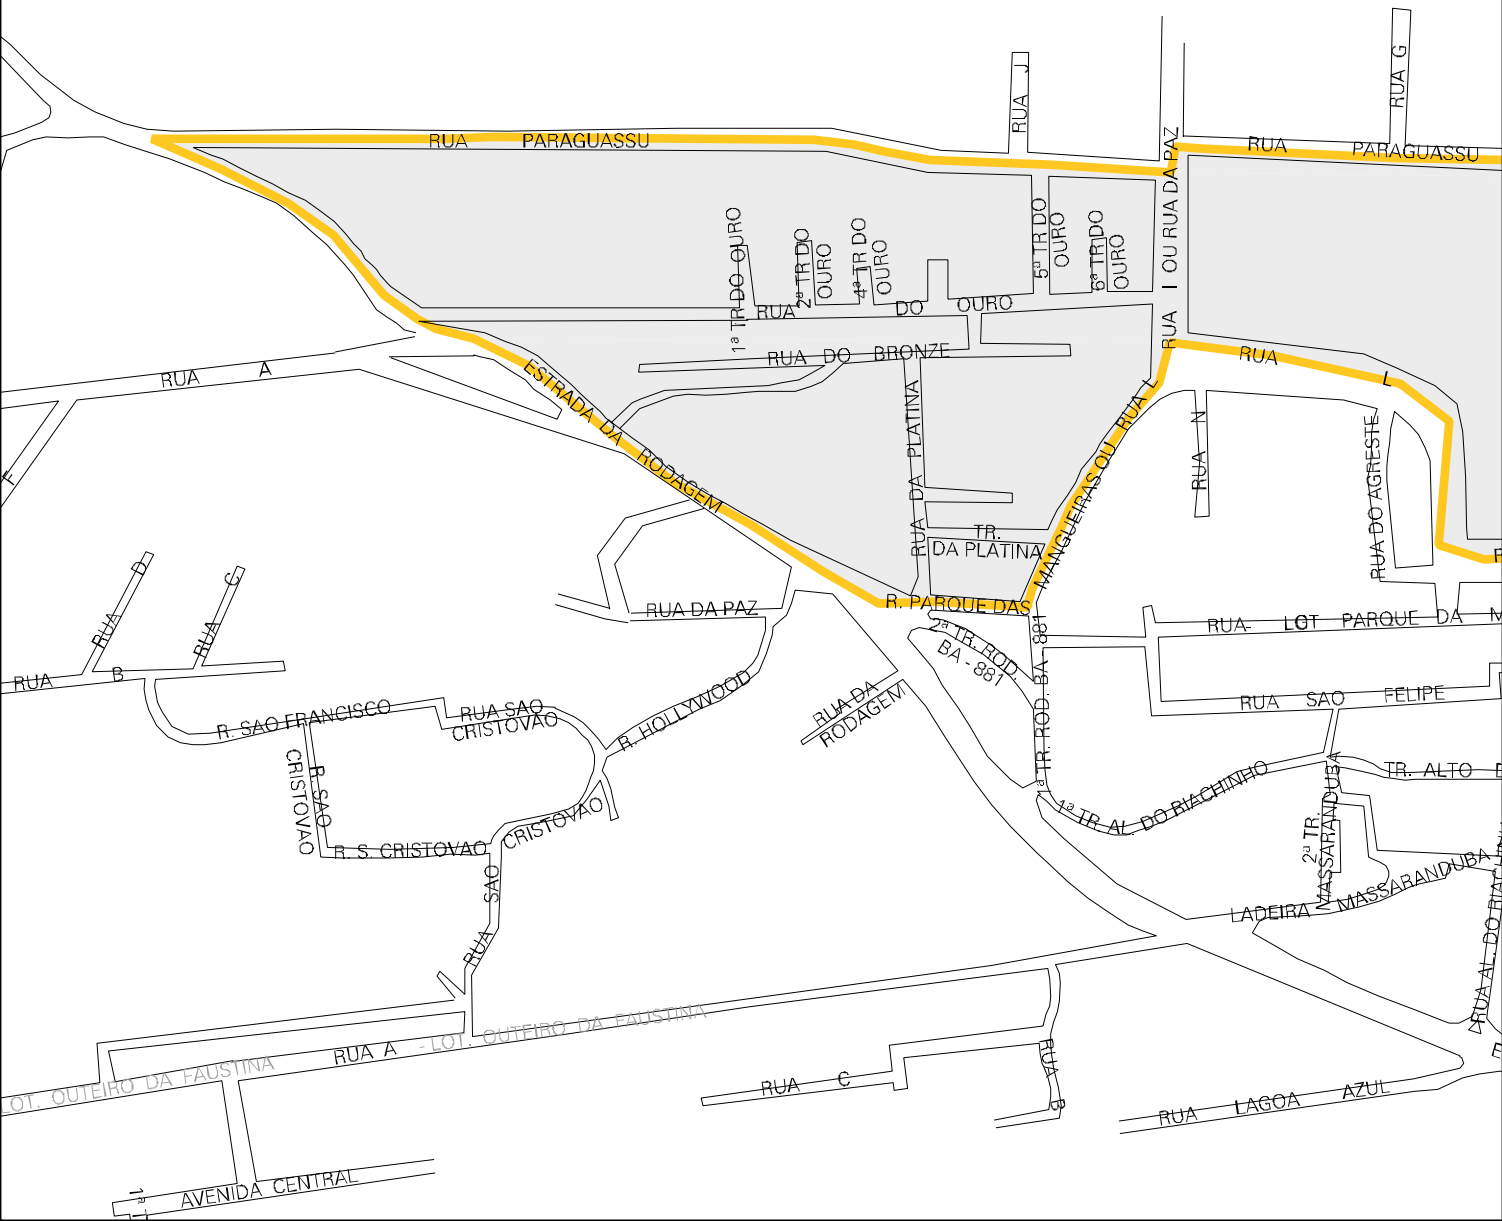 RUA G
RUA J
RUA PARAGUASSU
RUA PARAGUASSU
RUA I OU RUA DA PAZ
1ª TR DO OURO
2ª TR DO
OURO
4ª TR DO
OURO
5ª TR DO
OURO
6ª TR DO
OURO
RUA DO OURO
RUA DO BRONZE
RUA A
RUA L
ESTRADA DA RODAGEM
RUA DA PLATINA
MANGUEIRAS OU RUA L
RUA N
RUA DO AGRESTE
F
TR.
DA PLATINA
RUA D
RUA C
R. PARQUE DAS
RUA DA PAZ
RUA- LOT PARQUE DA
2ª TR. ROD.
BA - 881
ª TR. ROD. BA - 881
RUA B
RUA SAO FELIPE
R. SAO FRANCISCO
RUA SAO
CRISTOVAO
R. HOLLYWOOD
RUA DA
RODAGEM
R. SAO
CRISTOVAO
TR. ALTO
1ª TR. AL. DO RIACHINHO
2ª TR.
MASSARANDUBA
R. S. CRISTOVAO
RUA SAO CRISTOVAO
LADEIRA MASSARANDUBA
RUA AL. DO RIACH
LOT. OUTEIRO DA FAUSTINA
RUA A - LOT. OUTEIRO DA FAUSTINA
RUA C
RUA B
RUA LAGOA AZUL
AVENIDA CENTRAL
1ª T